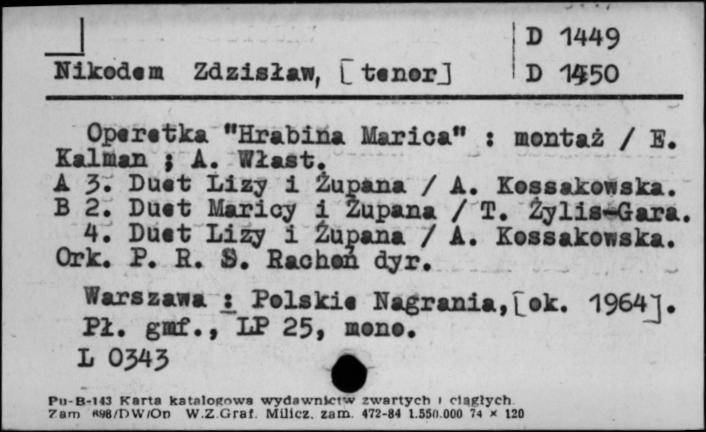 D 1449
Nikodem Zdzisław, [tenor] D 1450
Operetka "Hrabina Marica" : montaż / E.
Kalman ; A. Włast.
A 3. Duet Lizy i Żupana / A. Kossakowska.
B 2. Duet Maricy i Żupana / T. Żylis-Gara.
4. Duet Lizy i Żupana / A. Kossakowska.
Ork. P. R. S. Rachoń dyr.
Warszawa : Polskie Nagrania,[ok. 1964].
Pł. gmf., LP 25, mono.
L 0343
Pu-B-143 Karta katalogowa wydawnictw zwartych i ciągłych.
Zam 898/DW/On W.Z.Graf. Milicz. zam. 472-84 1.550.000 74 × 120